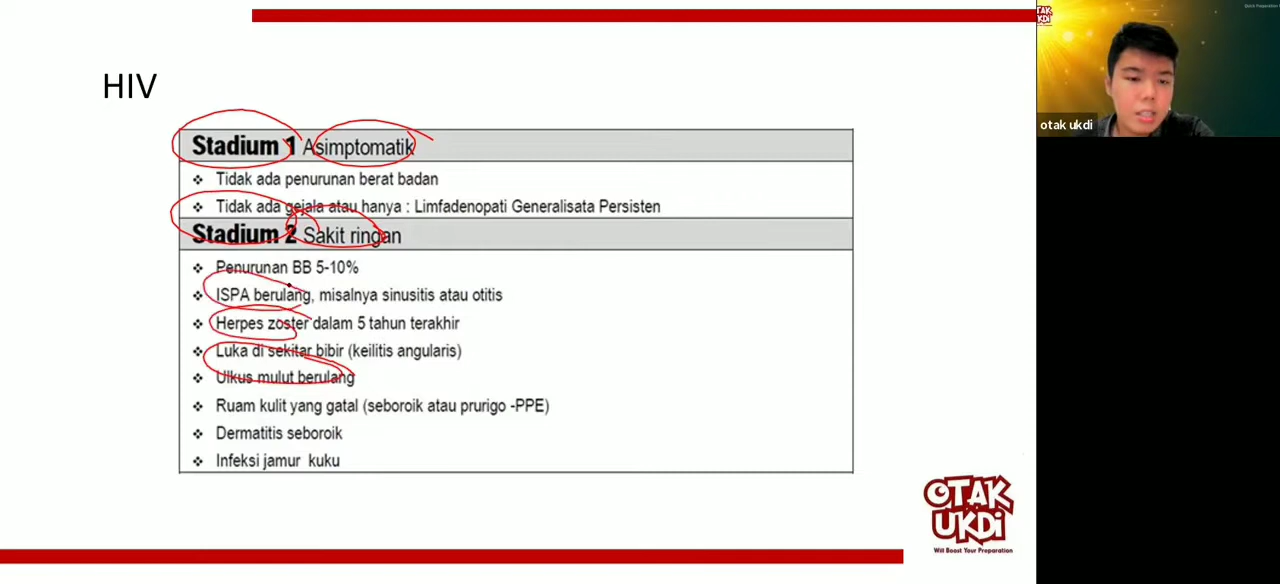 HIV
Stadium 1 Asimptomatik
❖ Tidak ada penurunan berat badan
❖ Tidak ada gejala atau hanya : Limfadenopati Generalisata Persisten
Stadium 2 Sakit ringan
❖ Penurunan BB 5-10%
❖ ISPA berulang, misalnya sinusitis atau otitis
❖ Herpes zoster dalam 5 tahun terakhir
❖ Luka di sekitar bibir (keilitis angularis)
❖ Ulkus mulut berulang
❖ Ruam kulit yang gatal (seboroik atau prurigo -PPE)
❖ Dermatitis seboroik
❖ Infeksi jamur kuku
OTAK
UKDi
Will Boost Your Preparation
otak ukdi